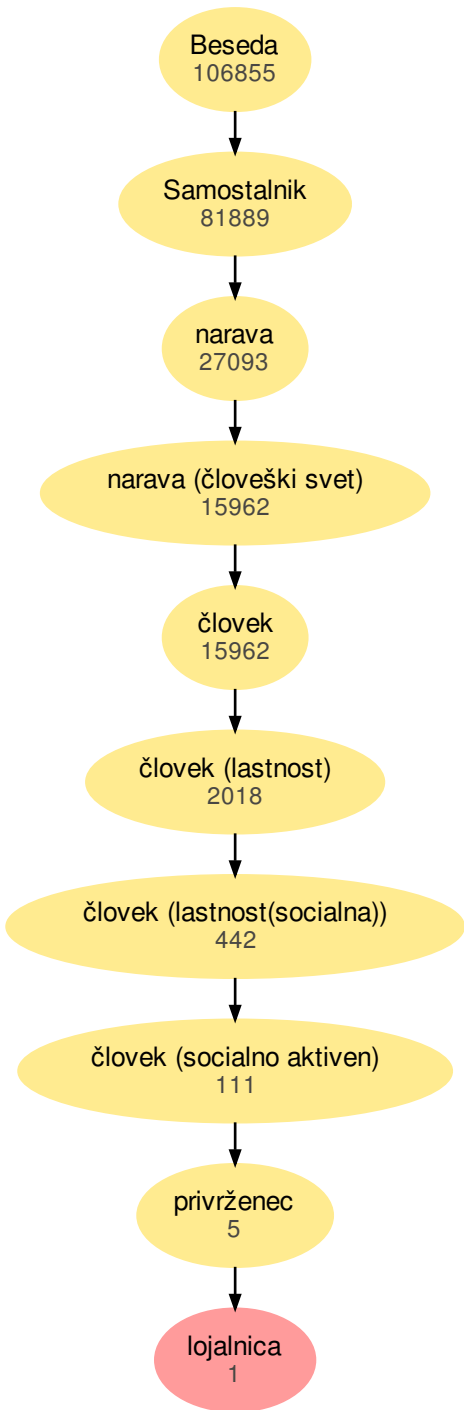 Beseda
106855
Samostalnik
81889
narava
27093
narava (človeški svet)
15962
človek
15962
človek (lastnost)
2018
človek (lastnost(socialna))
442
človek (socialno aktiven)
111
privrženec
5
lojalnica
1